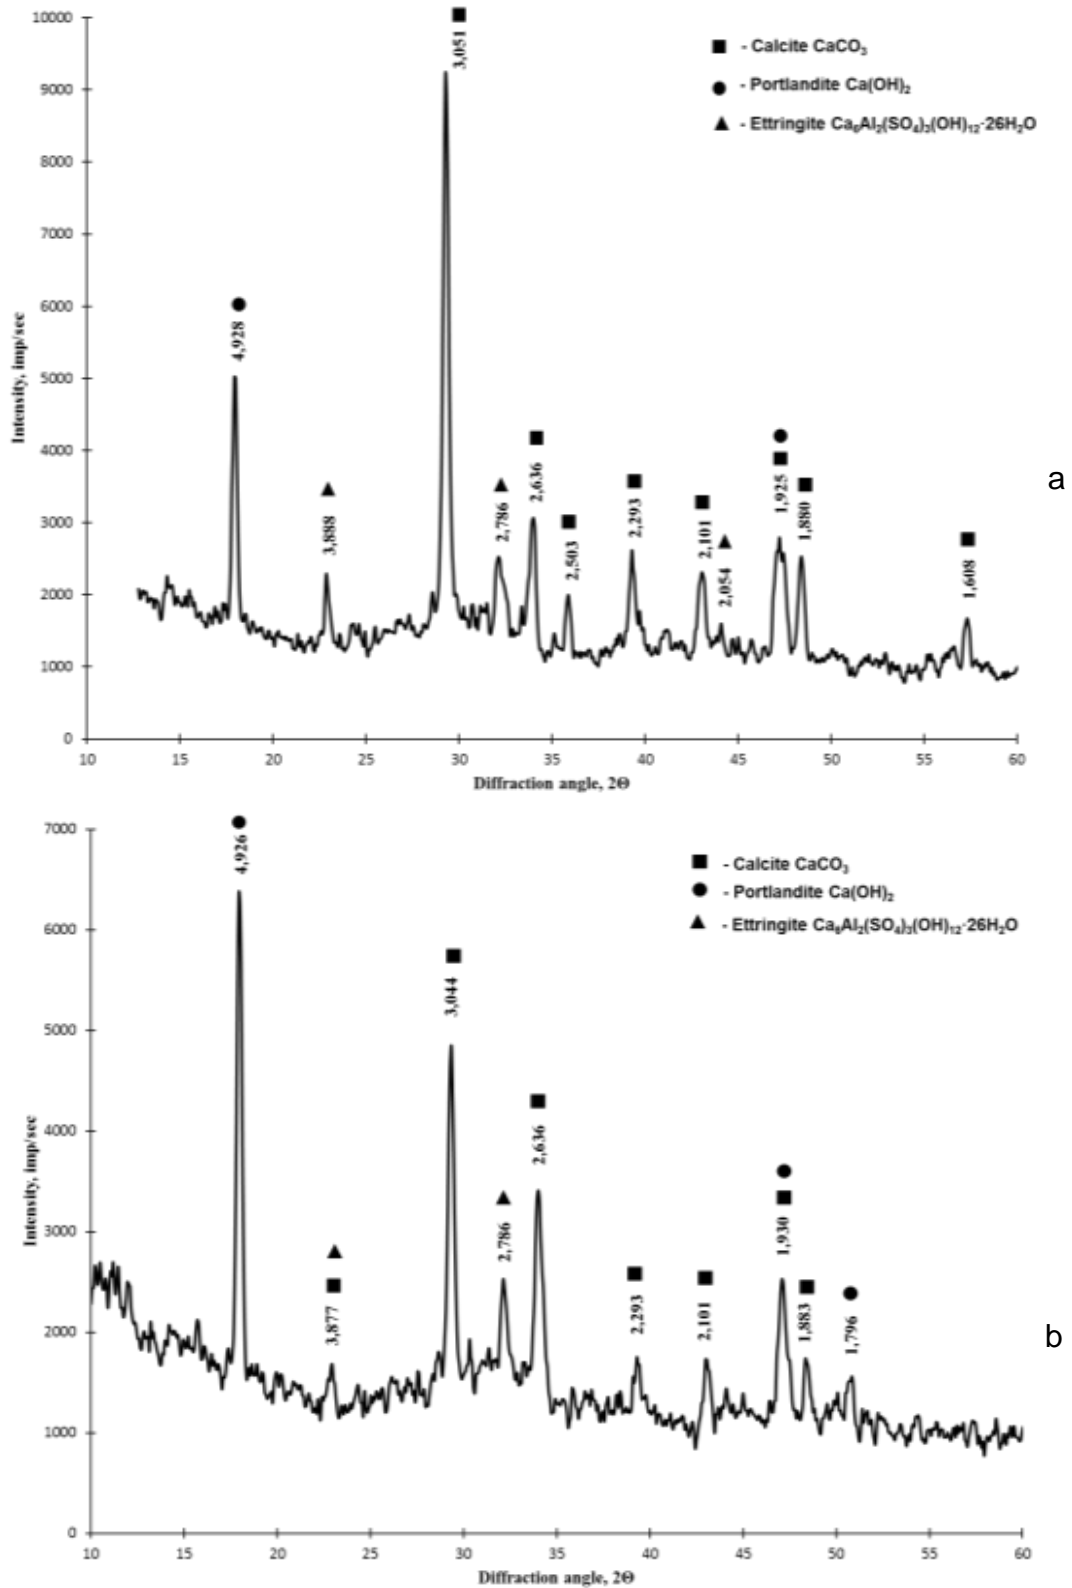 10000
9000
8000
7000
6000
5000
4000
3000
2000
1000
0
Intensity, imp/sec
10 15 20 25 30 35 40 45 50 55 60
Diffraction angle, 2Θ
■ - Calcite CaCO₃
● - Portlandite Ca(OH)₂
▲ - Ettringite Ca₆Al₂(SO₄)₃(OH)₁₂·26H₂O
4,928
3,888
3,051
2,786
2,636
2,503
2,293
2,101
2,054
1,925
1,880
1,608
a
7000
6000
5000
4000
3000
2000
1000
0
Intensity, imp/sec
10 15 20 25 30 35 40 45 50 55 60
Diffraction angle, 2Θ
■ - Calcite CaCO₃
● - Portlandite Ca(OH)₂
▲ - Ettringite Ca₆Al₂(SO₄)₃(OH)₁₂·26H₂O
4,926
3,877
3,044
2,786
2,636
2,293
2,101
1,930
1,883
1,796
b